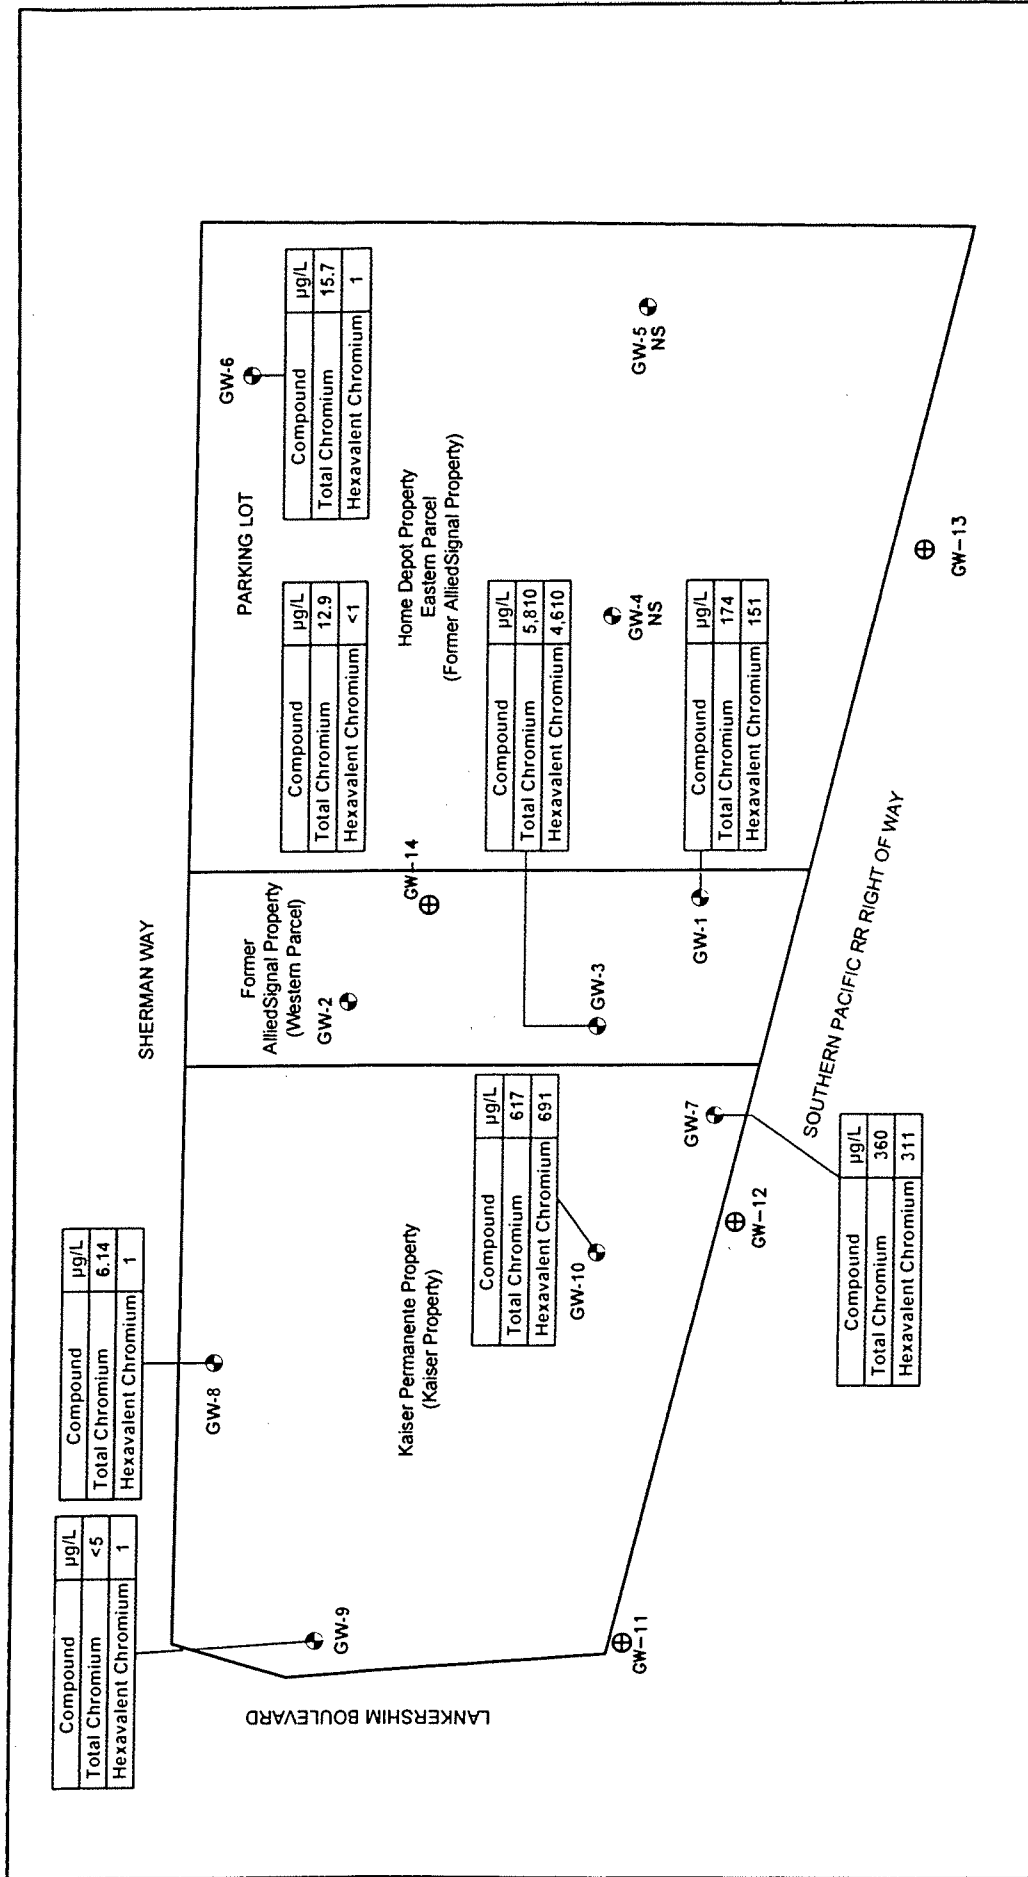 SHERMAN WAY
LANKERSHIM BOULEVARD
SOUTHERN PACIFIC RR RIGHT OF WAY
PARKING LOT
Compound µg/L
Total Chromium <5
Hexavalent Chromium 1
GW-9
Compound µg/L
Total Chromium 6.14
Hexavalent Chromium 1
GW-8
Kaiser Permanente Property
(Kaiser Property)
Compound µg/L
Total Chromium 617
Hexavalent Chromium 691
GW-10
GW-11
GW-12
GW-7
Compound µg/L
Total Chromium 360
Hexavalent Chromium 311
Former
AlliedSignal Property
(Western Parcel)
GW-2
GW-14
GW-3
GW-1
Compound µg/L
Total Chromium 12.9
Hexavalent Chromium <1
Compound µg/L
Total Chromium 5,810
Hexavalent Chromium 4,610
Compound µg/L
Total Chromium 174
Hexavalent Chromium 151
GW-6
Compound µg/L
Total Chromium 15.7
Hexavalent Chromium 1
Home Depot Property
Eastern Parcel
(Former AlliedSignal Property)
GW-4
NS
GW-5
NS
GW-13